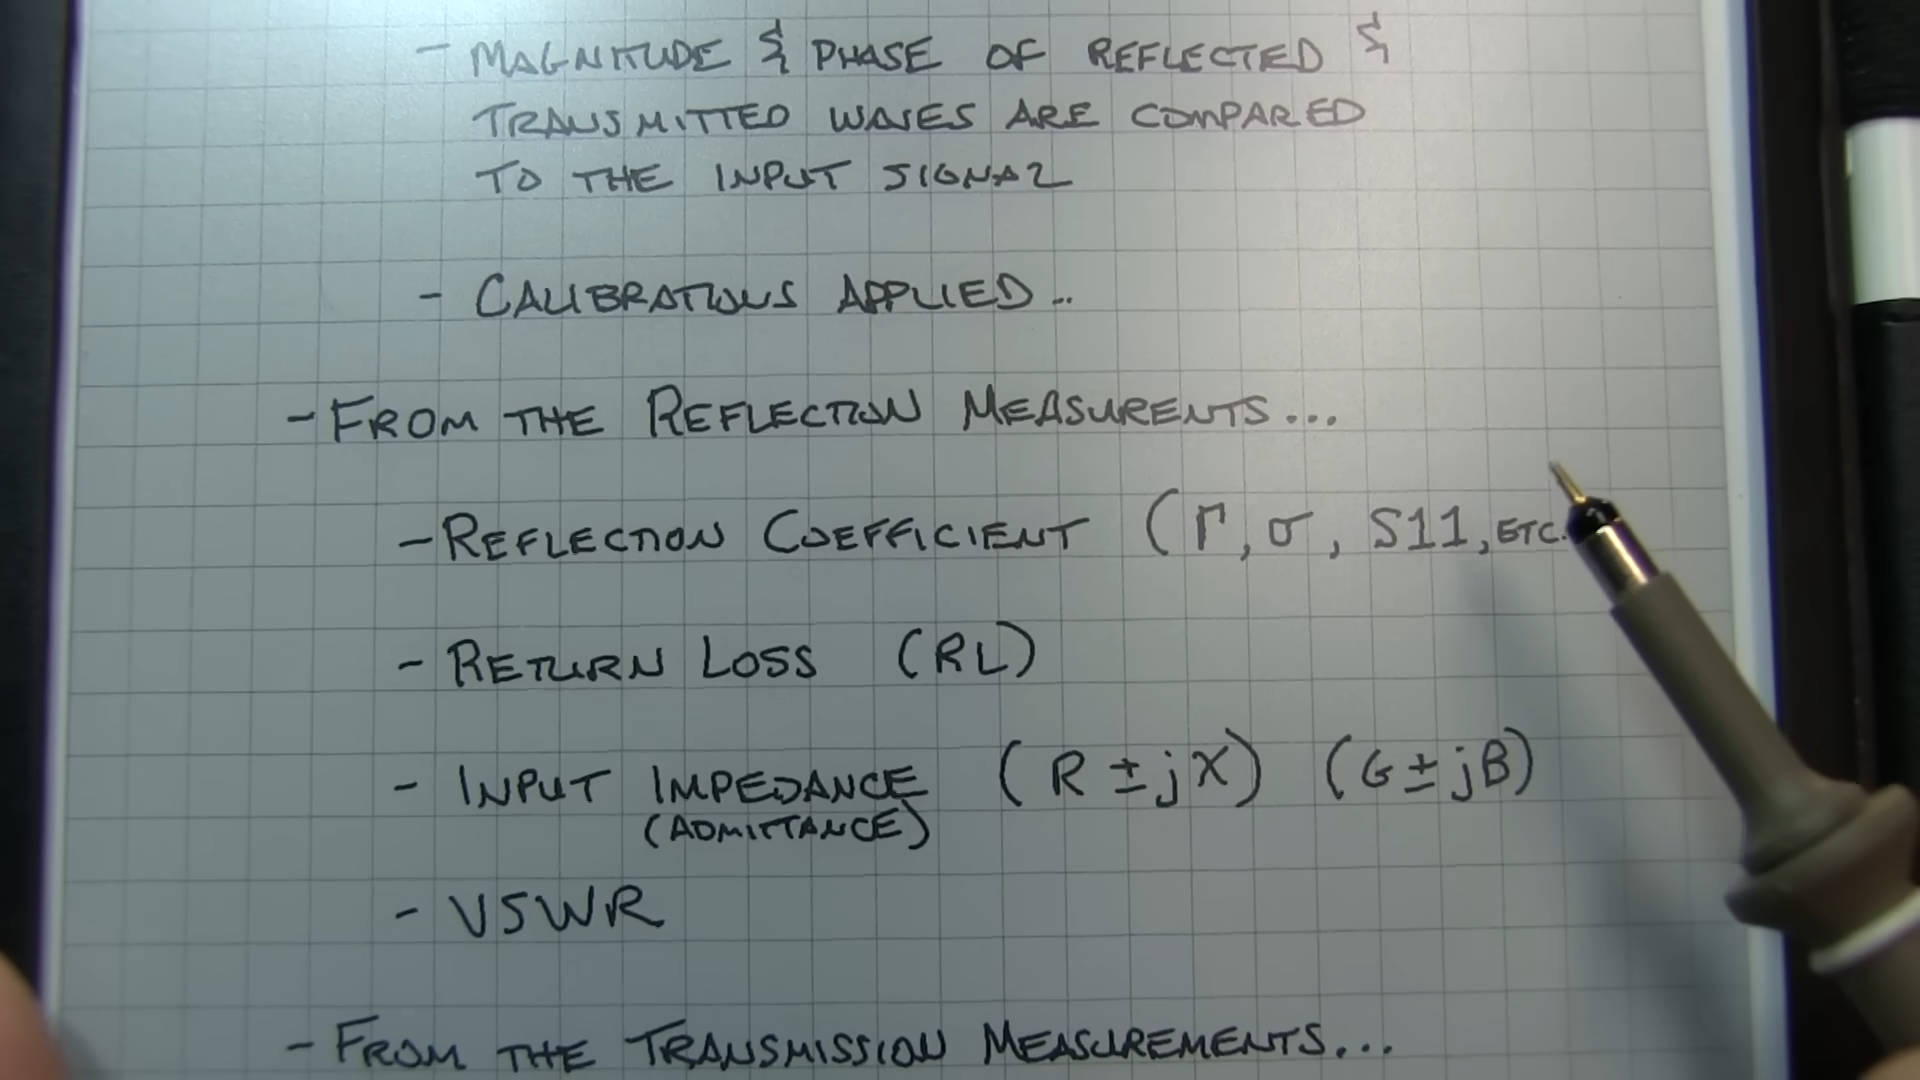 - MAGNITUDE & PHASE OF REFLECTED &
TRANSMITTED WAVES ARE COMPARED
TO THE INPUT SIGNAL
- CALIBRATIONS APPLIED..
- FROM THE REFLECTION MEASURENTS...
- REFLECTION COEFFICIENT (Γ, σ, S11, ETC.
- RETURN LOSS (RL)
- INPUT IMPEDANCE (R ± jX) (G ± jB)
(ADMITTANCE)
- VSWR
- FROM THE TRANSMISSION MEASUREMENTS...